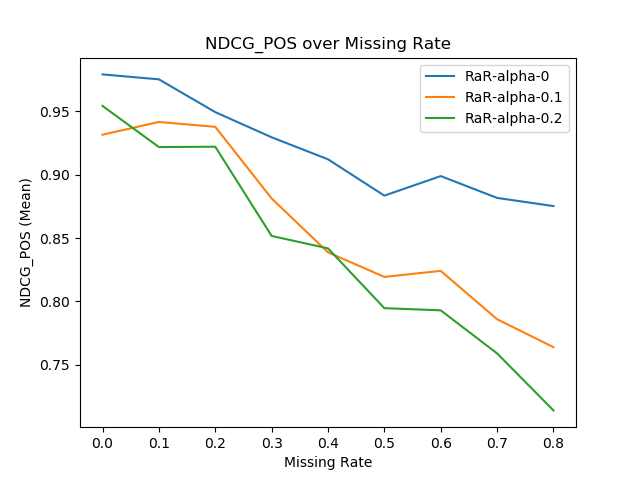 NDCG_POS over Missing Rate
RaR-alpha-0
RaR-alpha-0.1
RaR-alpha-0.2
NDCG_POS (Mean)
0.95
0.90
0.85
0.80
0.75
0.0 0.1 0.2 0.3 0.4 0.5 0.6 0.7 0.8
Missing Rate